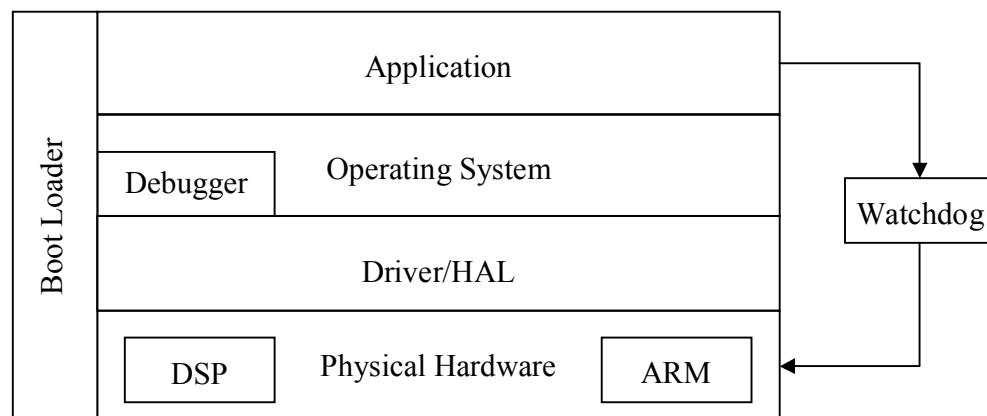 Boot Loader
Application
Operating System
Debugger
Watchdog
Driver/HAL
Physical Hardware
DSP
ARM